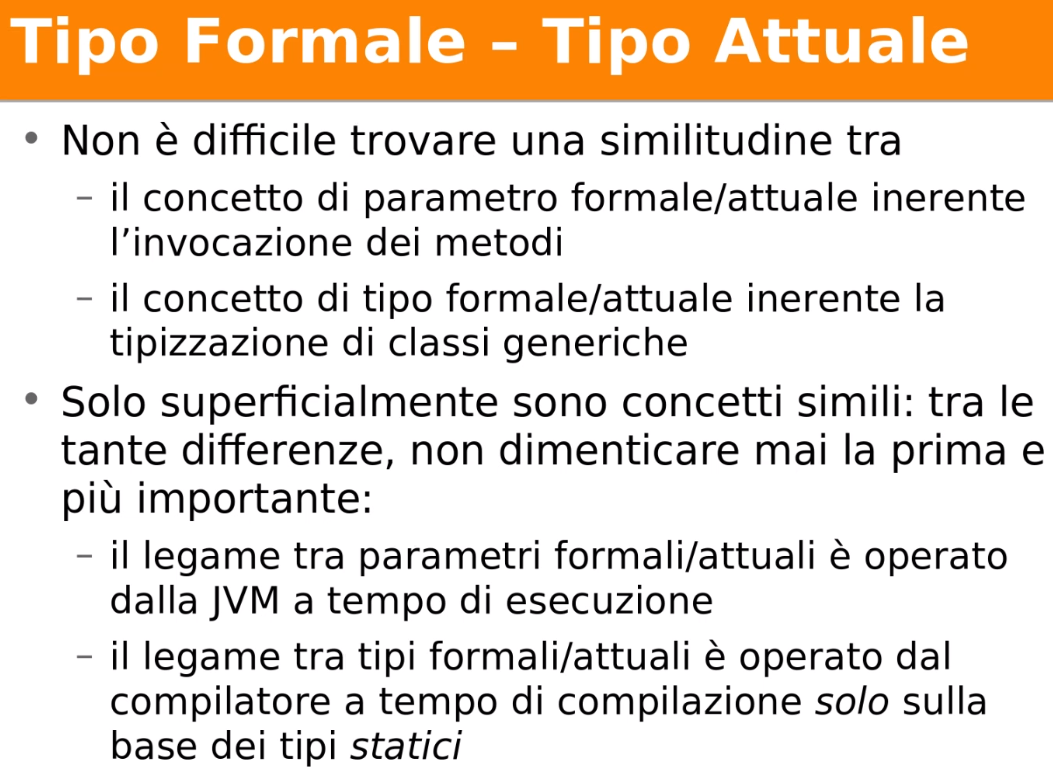 Tipo Formale – Tipo Attuale
• Non è difficile trovare una similitudine tra
– il concetto di parametro formale/attuale inerente
l’invocazione dei metodi
– il concetto di tipo formale/attuale inerente la
tipizzazione di classi generiche
• Solo superficialmente sono concetti simili: tra le
tante differenze, non dimenticare mai la prima e
più importante:
– il legame tra parametri formali/attuali è operato
dalla JVM a tempo di esecuzione
– il legame tra tipi formali/attuali è operato dal
compilatore a tempo di compilazione solo sulla
base dei tipi statici